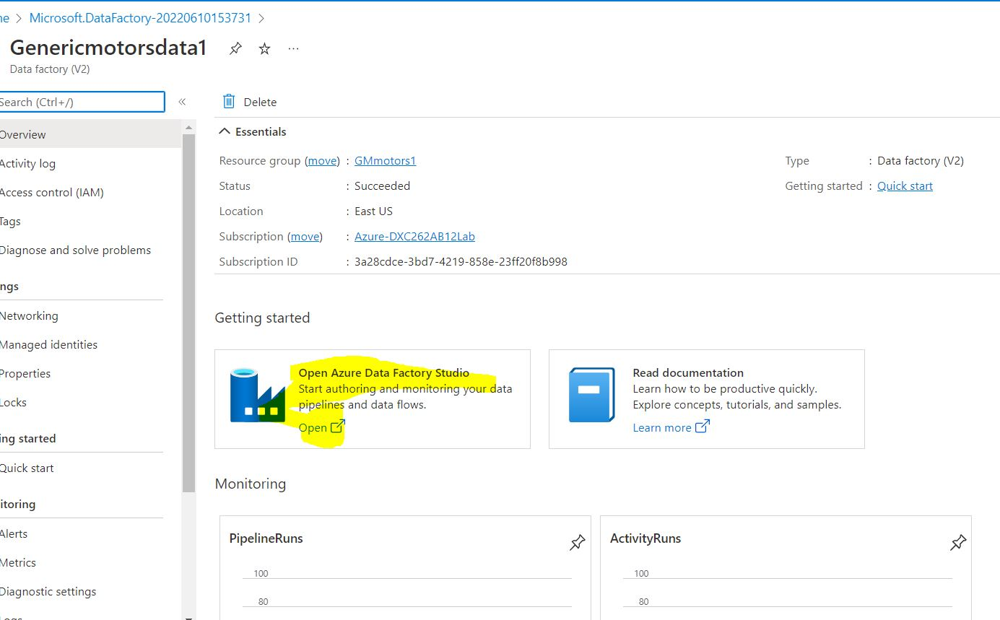 ne > Microsoft.DataFactory-20220610153731 >
Genericmotorsdata1 ...
Data factory (V2)
Search (Ctrl+/) «
Delete
Overview
Activity log
Access control (IAM)
Tags
Diagnose and solve problems
ngs
Networking
Managed identities
Properties
Locks
ing started
Quick start
itoring
Alerts
Metrics
Diagnostic settings
Logs
Essentials
Resource group (move) : GMmotors1
Status : Succeeded
Location : East US
Subscription (move) : Azure-DXC262AB12Lab
Subscription ID : 3a28cdce-3bd7-4219-858e-23ff20f8b998
Type : Data factory (V2)
Getting started : Quick start
Getting started
Open Azure Data Factory Studio
Start authoring and monitoring your data
pipelines and data flows.
Open
Read documentation
Learn how to be productive quickly.
Explore concepts, tutorials, and samples.
Learn more
Monitoring
PipelineRuns
100
80
ActivityRuns
100
80